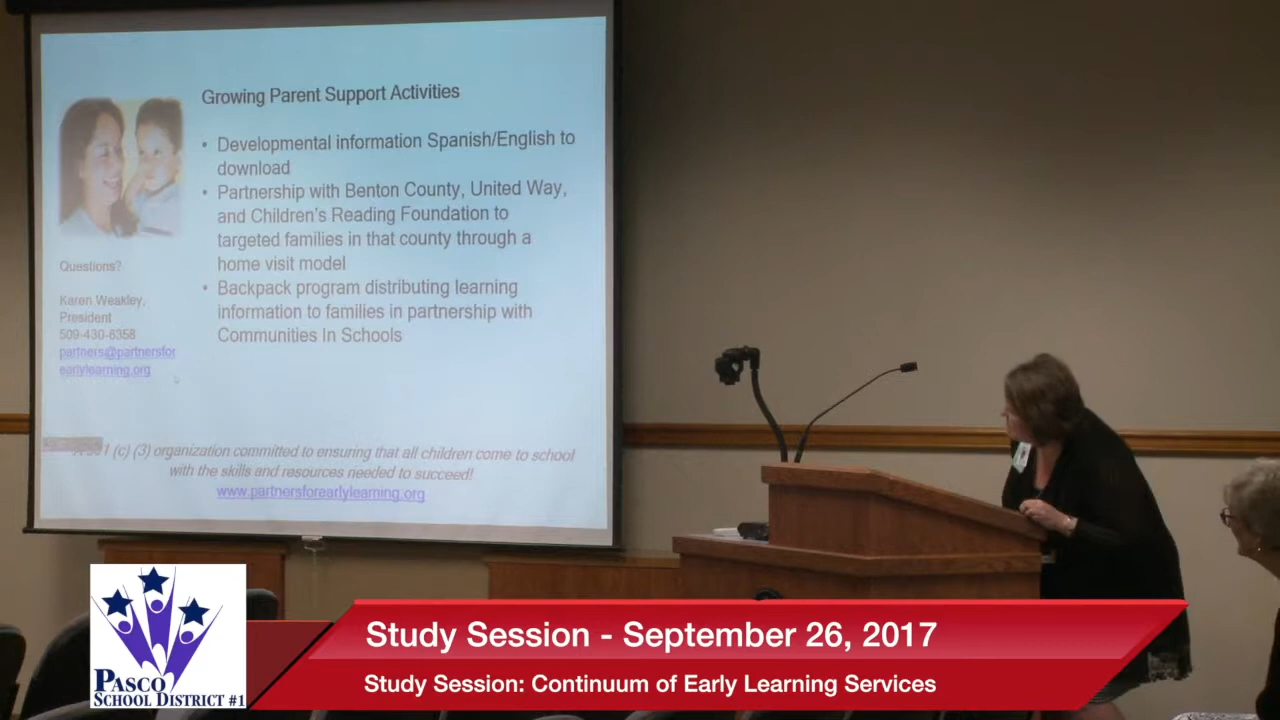 Growing Parent Support Activities
• Developmental information Spanish/English to
download
• Partnership with Benton County, United Way,
and Children's Reading Foundation to
targeted families in that county through a
home visit model
• Backpack program distributing learning
information to families in partnership with
Communities In Schools
Questions?
Karen Weakley,
President
509-430-6358
partners@partnersfor
earlylearning.org
(c) (3) organization committed to ensuring that all children come to school
with the skills and resources needed to succeed!
www.partnersforearlylearning.org
PASCO
SCHOOL DISTRICT #1
Study Session - September 26, 2017
Study Session: Continuum of Early Learning Services